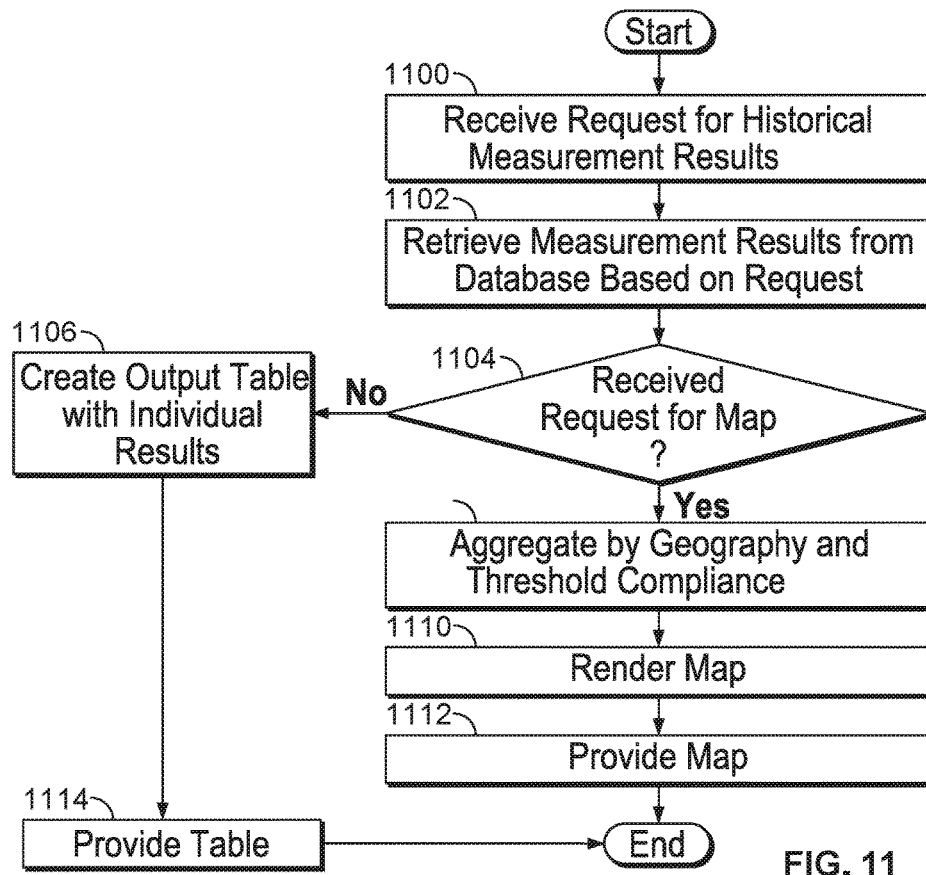 Start
1100
Receive Request for Historical
Measurement Results
1102
Retrieve Measurement Results from
Database Based on Request
1104
Received
Request for Map
?
No
1106
Create Output Table
with Individual
Results
Yes
Aggregate by Geography and
Threshold Compliance
1110
Render Map
1112
Provide Map
1114
Provide Table
End
FIG. 11